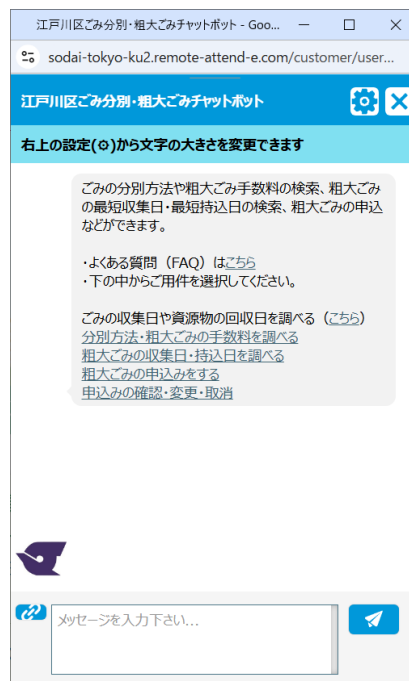 江戸川区ごみ分別・粗大ごみチャットボット - Goo...
sodai-tokyo-ku2.remote-attend-e.com/customer/user...
江戸川区ごみ分別・粗大ごみチャットボット
右上の設定(⚙)から文字の大きさを変更できます
ごみの分別方法や粗大ごみ手数料の検索、粗大ごみ
の最短収集日・最短持込日の検索、粗大ごみの申込
などができます。
・よくある質問（FAQ）はこちら
・下の中からご用件を選択してください。
ごみの収集日や資源物の回収日を調べる（こちら）
分別方法・粗大ごみの手数料を調べる
粗大ごみの収集日・持込日を調べる
粗大ごみの申込みをする
申込みの確認・変更・取消
メッセージを入力下さい...